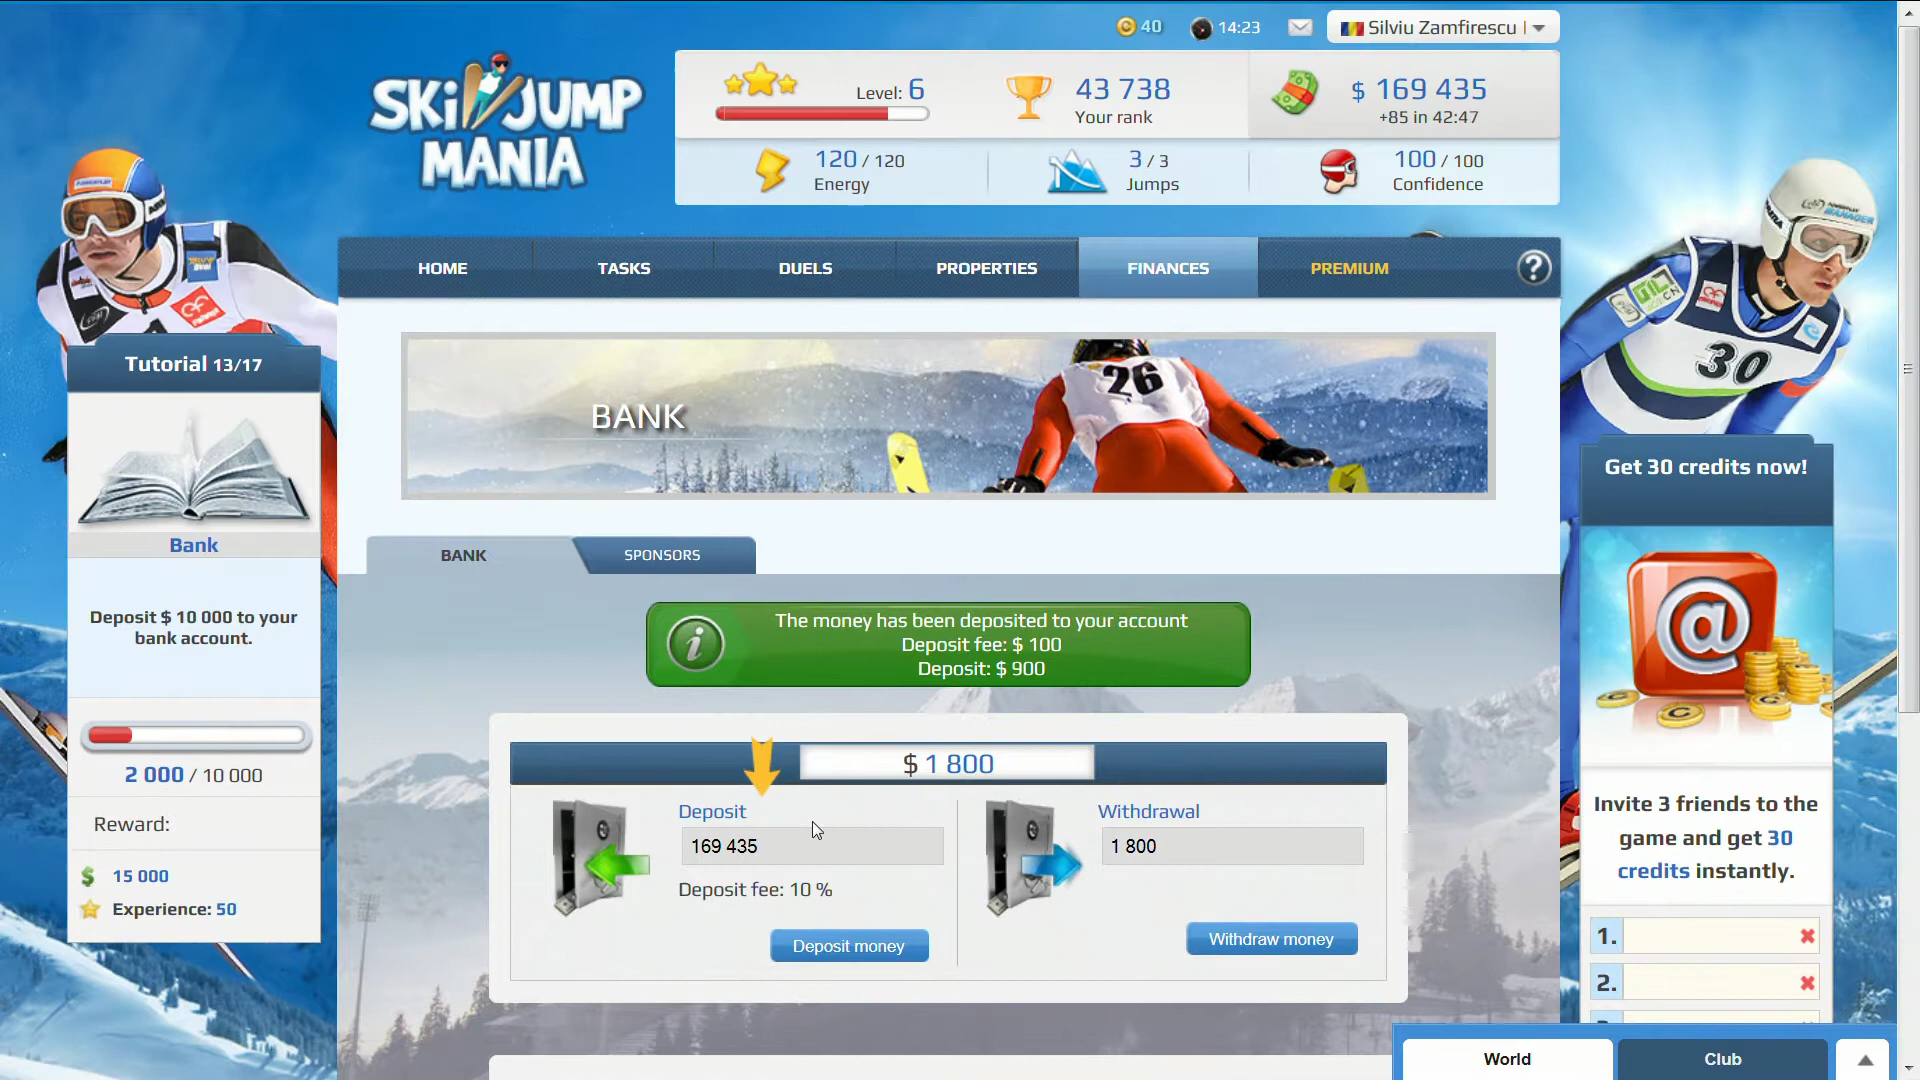 40
14:23
Silviu Zamfirescu |
SKI JUMP
MANIA
Level: 6
43 738
Your rank
$ 169 435
+85 in 42:47
120 / 120
Energy
3 / 3
Jumps
100 / 100
Confidence
HOME
TASKS
DUELS
PROPERTIES
FINANCES
PREMIUM
?
BANK
26
30
Tutorial 13/17
Bank
Deposit $ 10 000 to your
bank account.
2 000 / 10 000
Reward:
15 000
Experience: 50
BANK
SPONSORS
The money has been deposited to your account
Deposit fee: $ 100
Deposit: $ 900
$ 1 800
Deposit
169 435
Deposit fee: 10 %
Deposit money
Withdrawal
1 800
Withdraw money
Get 30 credits now!
@
Invite 3 friends to the
game and get 30
credits instantly.
1.
2.
World
Club